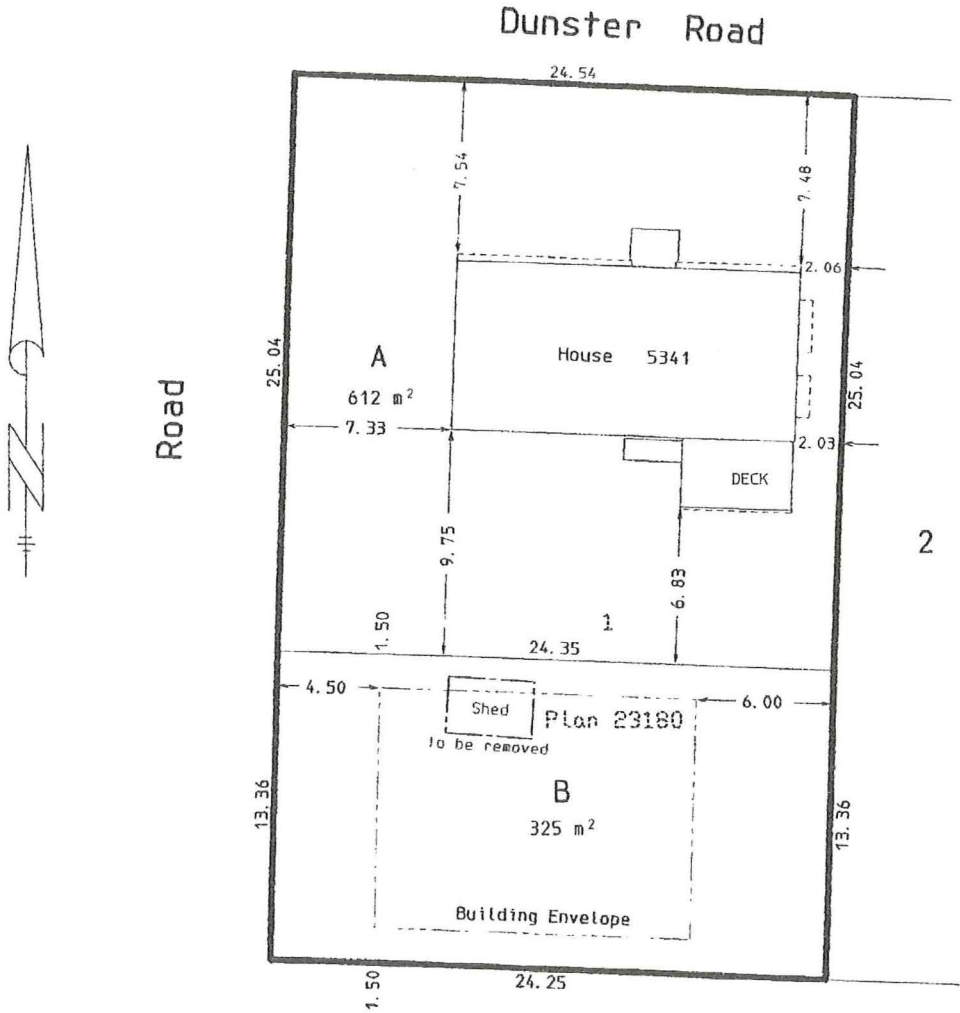 Dunster Road
24.54
7.54
7.48
2.06
House 5341
A
612 m²
25.04
25.04
Road
7.33
2.03
DECK
9.75
6.83
2
1
1.50
24.35
4.50
6.00
Shed
Plan 23180
To be removed
B
325 m²
13.36
13.36
Building Envelope
1.50
24.25
N